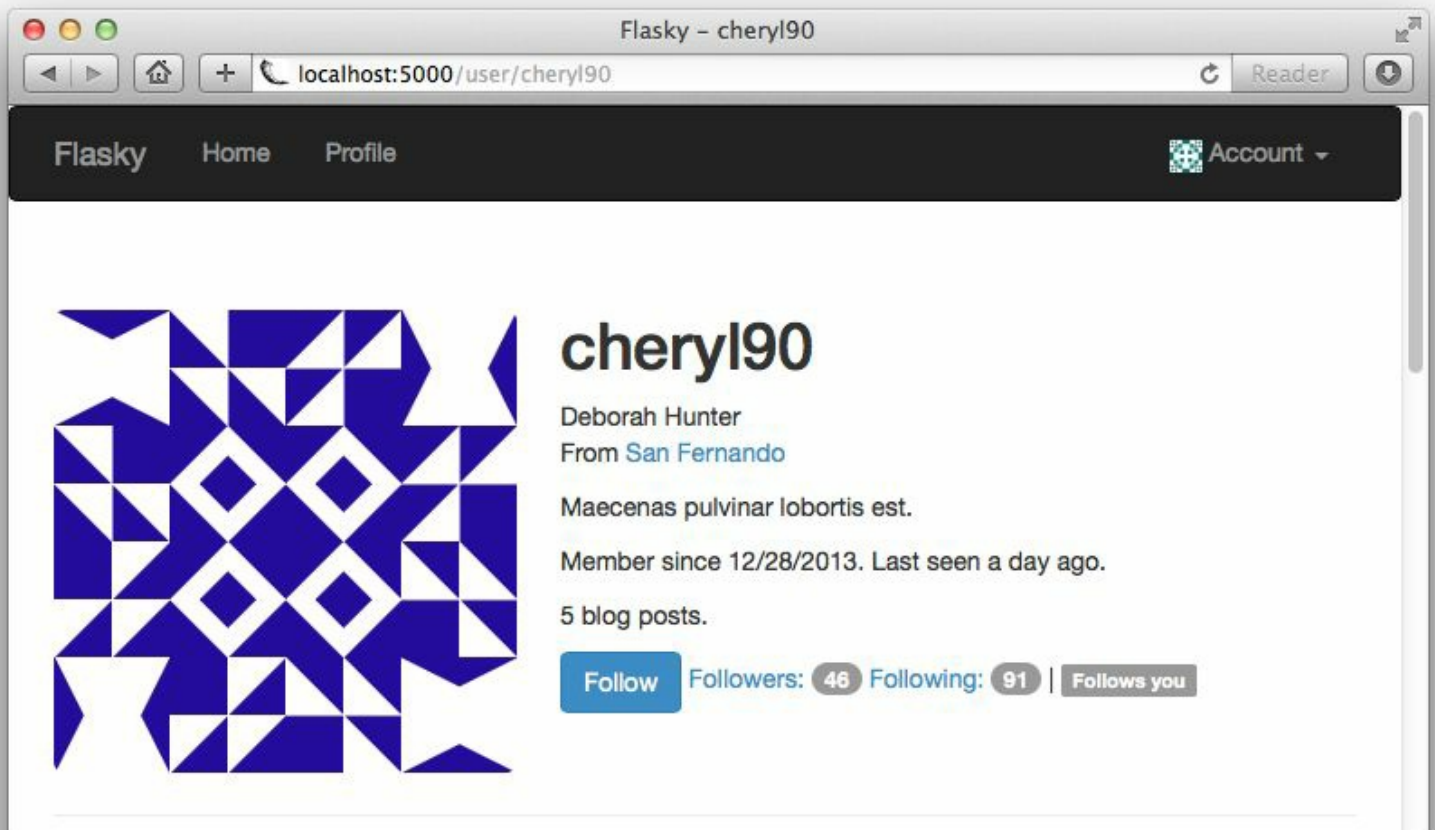 Flasky – cheryl90
localhost:5000/user/cheryl90
Reader
Flasky Home Profile Account
cheryl90
Deborah Hunter
From San Fernando
Maecenas pulvinar lobortis est.
Member since 12/28/2013. Last seen a day ago.
5 blog posts.
Follow Followers: 46 Following: 91 | Follows you